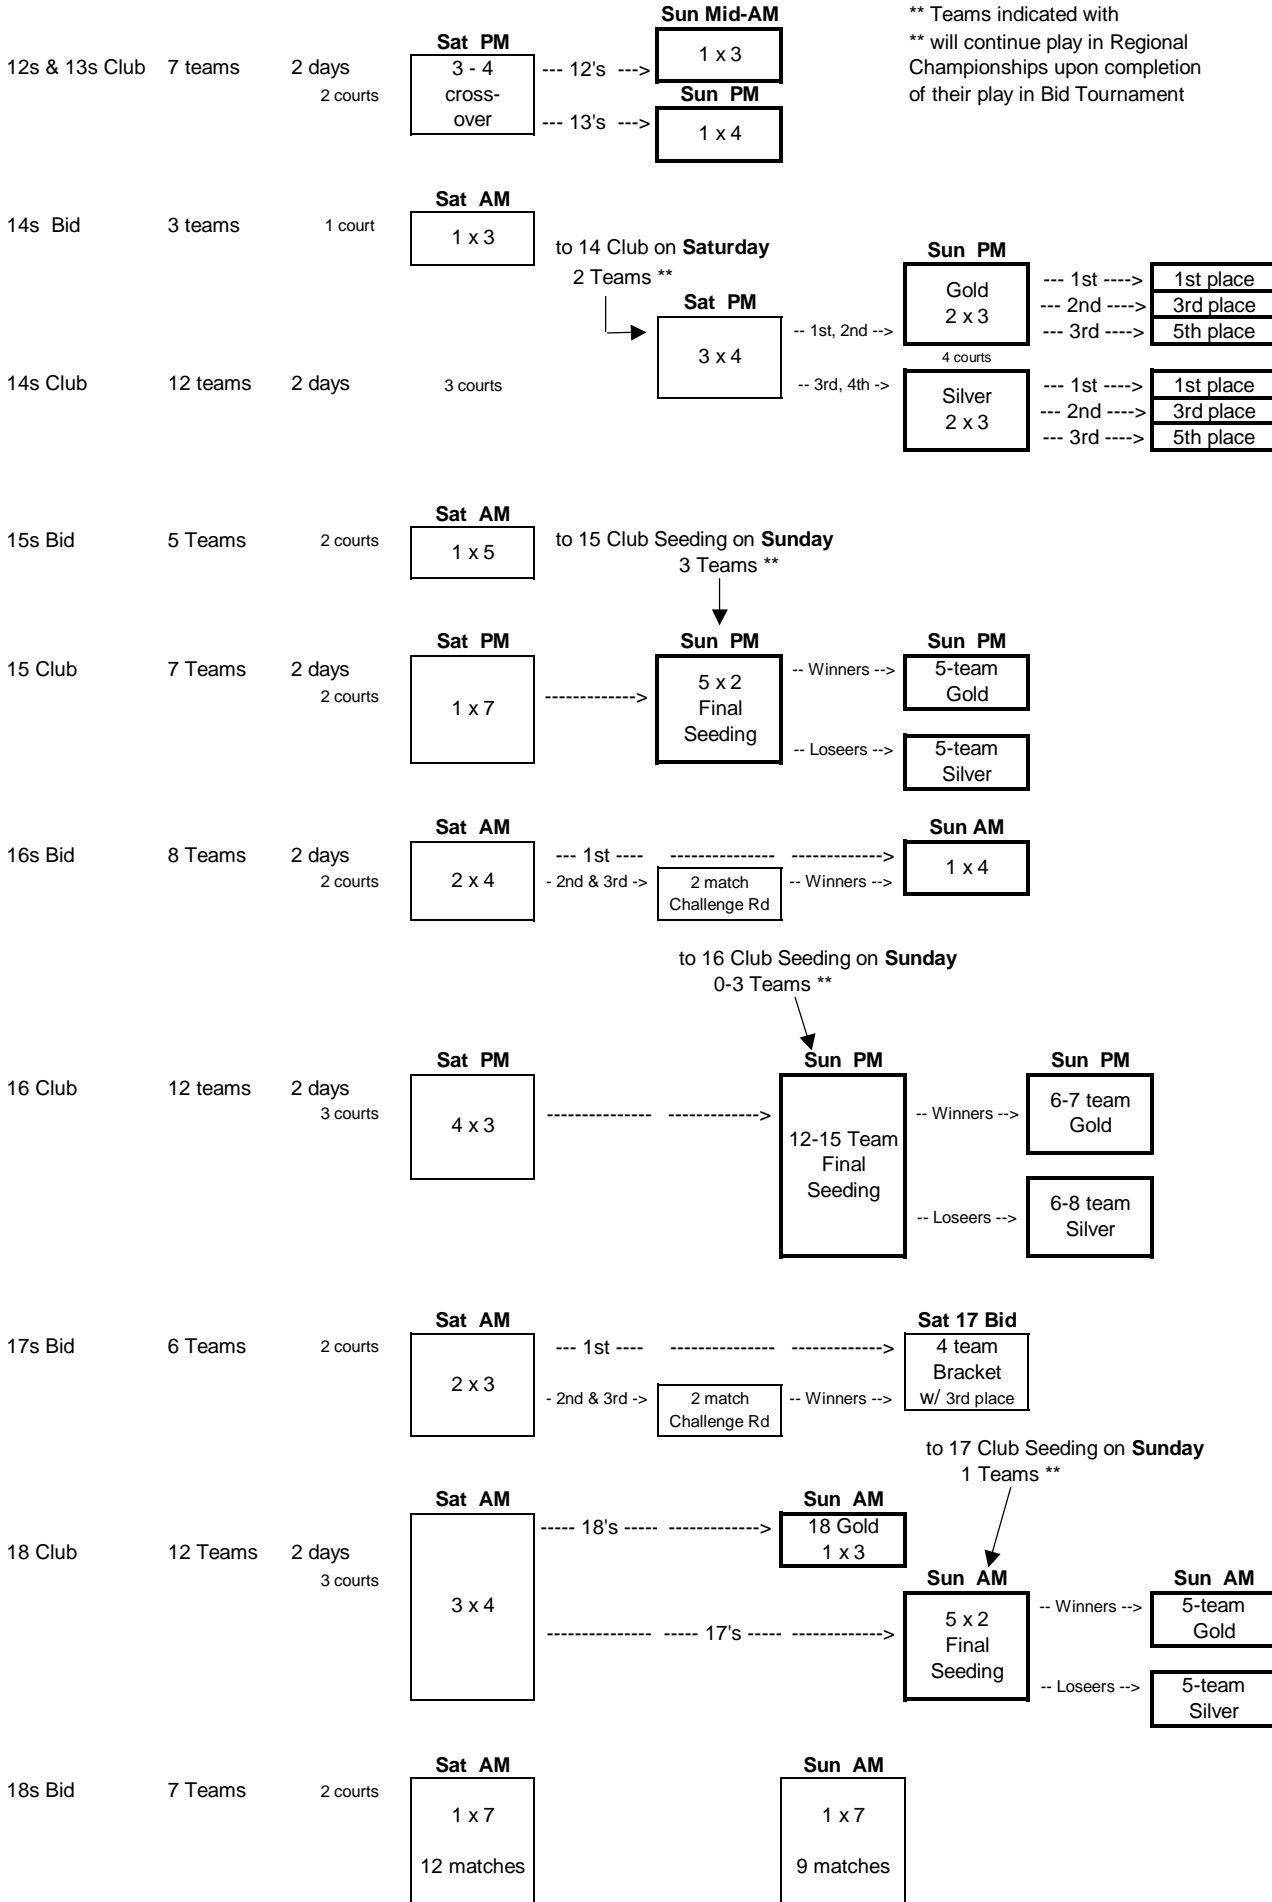 Sun Mid-AM
** Teams indicated with
** will continue play in Regional
Championships upon completion
of their play in Bid Tournament
Sat PM
12s & 13s Club 7 teams 2 days
2 courts
3 - 4
cross-
over
--- 12's --->
1 x 3
Sun PM
--- 13's --->
1 x 4
Sat AM
14s Bid 3 teams 1 court
1 x 3
to 14 Club on Saturday
2 Teams **
Sat PM
3 x 4
Sun PM
-- 1st, 2nd -->
Gold
2 x 3
--- 1st ----> 1st place
--- 2nd ----> 3rd place
--- 3rd ----> 5th place
4 courts
14s Club 12 teams 2 days 3 courts
-- 3rd, 4th ->
Silver
2 x 3
--- 1st ----> 1st place
--- 2nd ----> 3rd place
--- 3rd ----> 5th place
Sat AM
15s Bid 5 Teams 2 courts
1 x 5
to 15 Club Seeding on Sunday
3 Teams **
Sat PM Sun PM Sun PM
15 Club 7 Teams 2 days
2 courts
1 x 7
------------->
5 x 2
Final
Seeding
-- Winners -->
5-team
Gold
-- Loseers -->
5-team
Silver
Sat AM Sun AM
16s Bid 8 Teams 2 days
2 courts
2 x 4
--- 1st ---- --------------- ------------->
- 2nd & 3rd ->
2 match
Challenge Rd
-- Winners -->
1 x 4
to 16 Club Seeding on Sunday
0-3 Teams **
Sat PM Sun PM Sun PM
16 Club 12 teams 2 days
3 courts
4 x 3
--------------- ------------->
12-15 Team
Final
Seeding
-- Winners -->
6-7 team
Gold
-- Loseers -->
6-8 team
Silver
Sat AM Sat 17 Bid
17s Bid 6 Teams 2 courts
2 x 3
--- 1st ---- --------------- ------------->
- 2nd & 3rd ->
2 match
Challenge Rd
-- Winners -->
4 team
Bracket
w/ 3rd place
to 17 Club Seeding on Sunday
1 Teams **
Sat AM Sun AM
18 Club 12 Teams 2 days
3 courts
3 x 4
----- 18's ----- ------------->
18 Gold
1 x 3
Sun AM Sun AM
--------------- ----- 17's ----- ------------->
5 x 2
Final
Seeding
-- Winners -->
5-team
Gold
-- Loseers -->
5-team
Silver
Sat AM Sun AM
18s Bid 7 Teams 2 courts
1 x 7 1 x 7
12 matches 9 matches